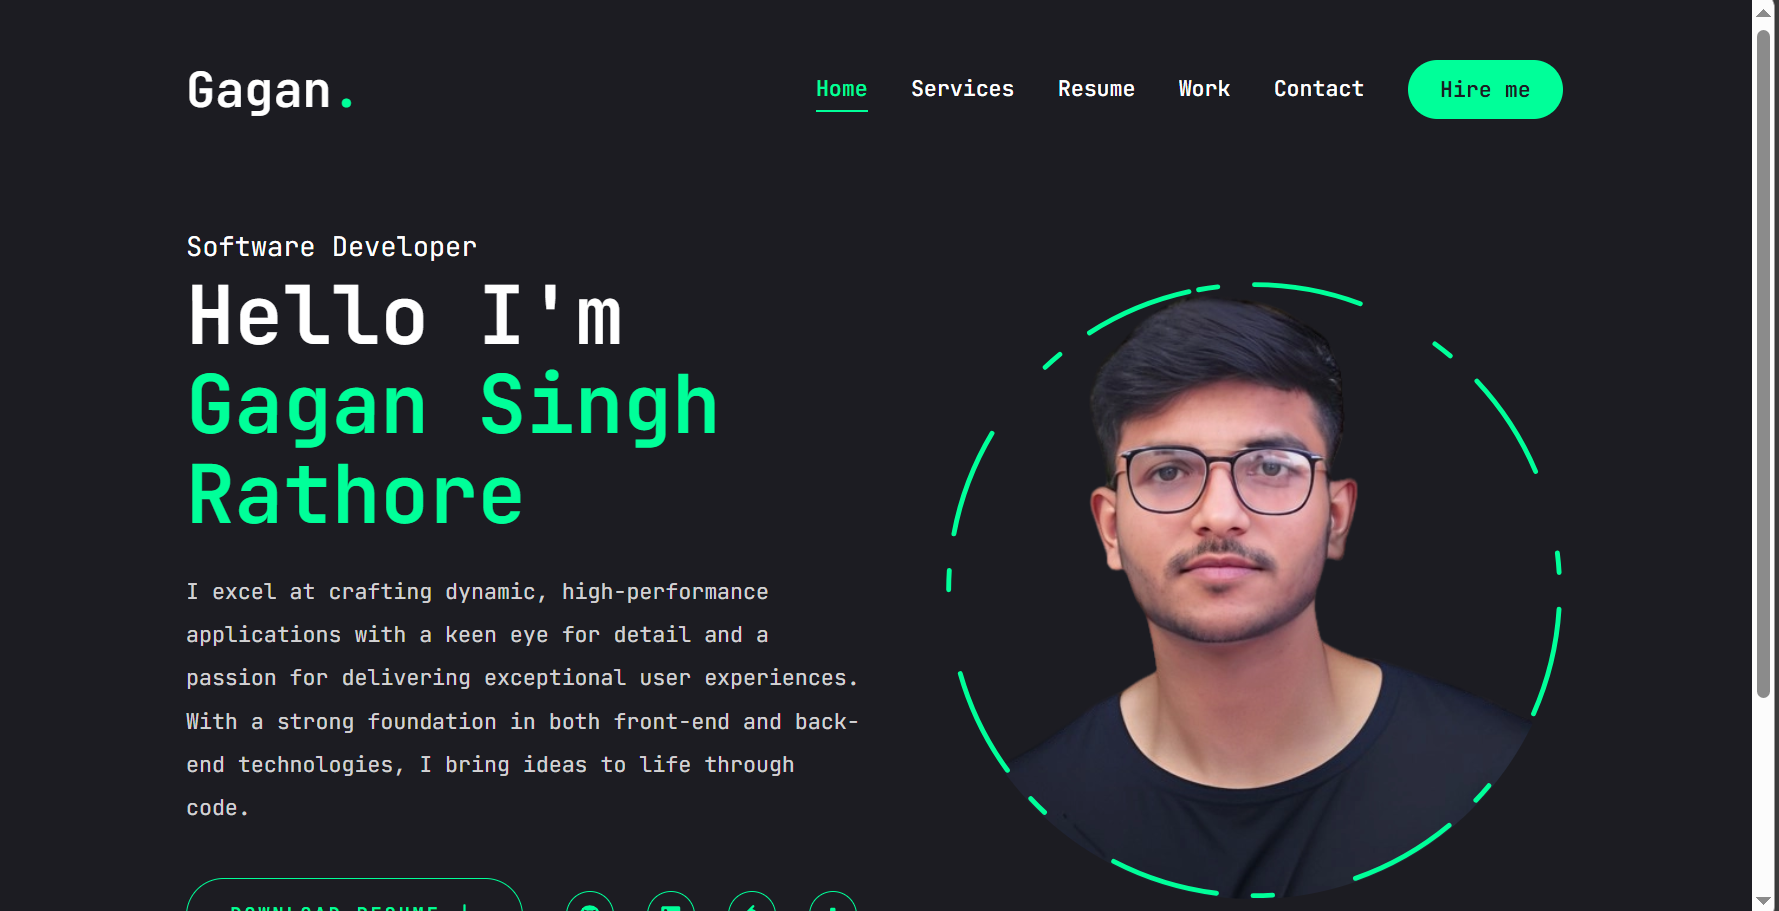 Gagan.
Home Services Resume Work Contact Hire me
Software Developer
Hello I'm
Gagan Singh
Rathore
I excel at crafting dynamic, high-performance
applications with a keen eye for detail and a
passion for delivering exceptional user experiences.
With a strong foundation in both front-end and back-
end technologies, I bring ideas to life through
code.
DOWNLOAD RESUME